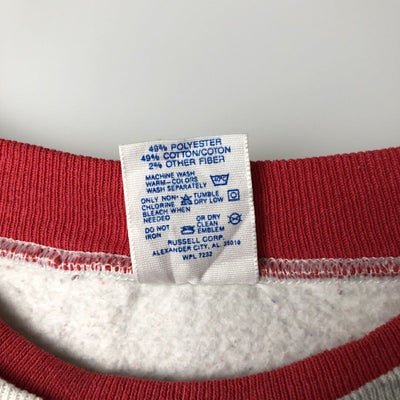 49% POLYESTER
49% COTTON/COTON
2% OTHER FIBER
MACHINE WASH
WARM-COLORS
WASH SEPARATELY
ONLY NON- TUMBLE
CHLORINE DRY LOW
BLEACH WHEN
NEEDED OR DRY
DO NOT CLEAN
IRON EMBLEM
RUSSELL CORP.
ALEXANDER CITY, AL. 35010
WPL 7232